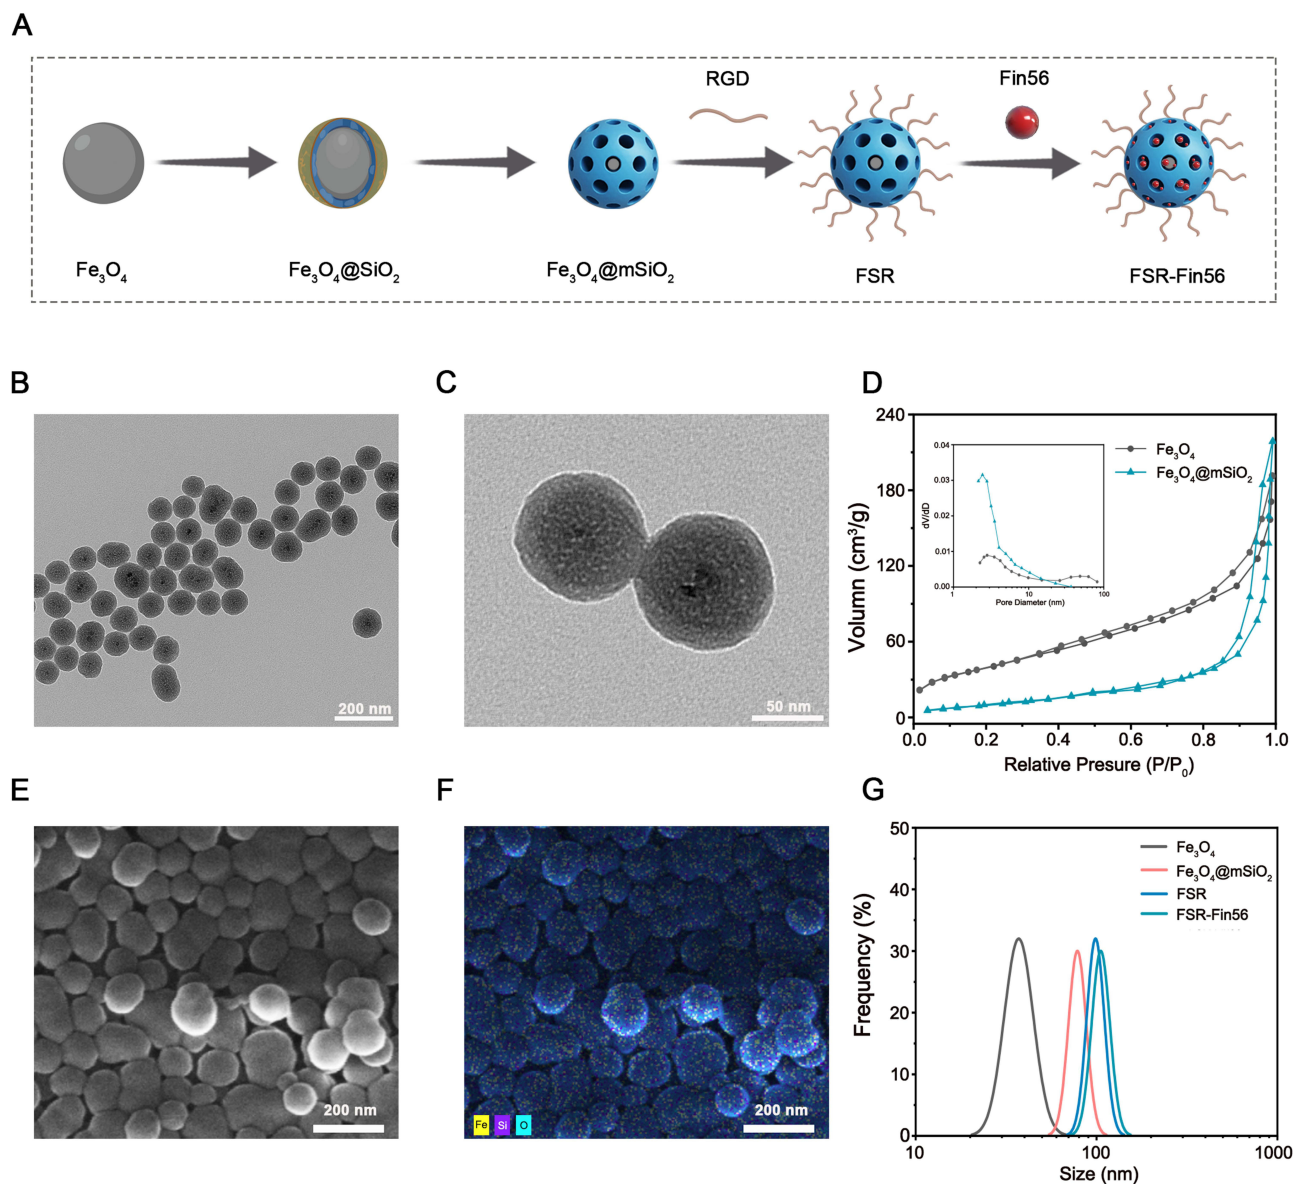 A
RGD
Fin56
Fe₃O₄
Fe₃O₄@SiO₂
Fe₃O₄@mSiO₂
FSR
FSR-Fin56
B
200 nm
C
50 nm
D
240
180
120
60
0
0.0 0.2 0.4 0.6 0.8 1.0
Volumn (cm³/g)
Relative Presure (P/P₀)
Fe₃O₄
Fe₃O₄@mSiO₂
0.04
0.03
0.02
0.01
0.00
1 10 100
dV/dD
Pore Diameter (nm)
E
200 nm
F
Fe Si O
200 nm
G
50
40
30
20
10
0
10 100 1000
Frequency (%)
Size (nm)
Fe₃O₄
Fe₃O₄@mSiO₂
FSR
FSR-Fin56